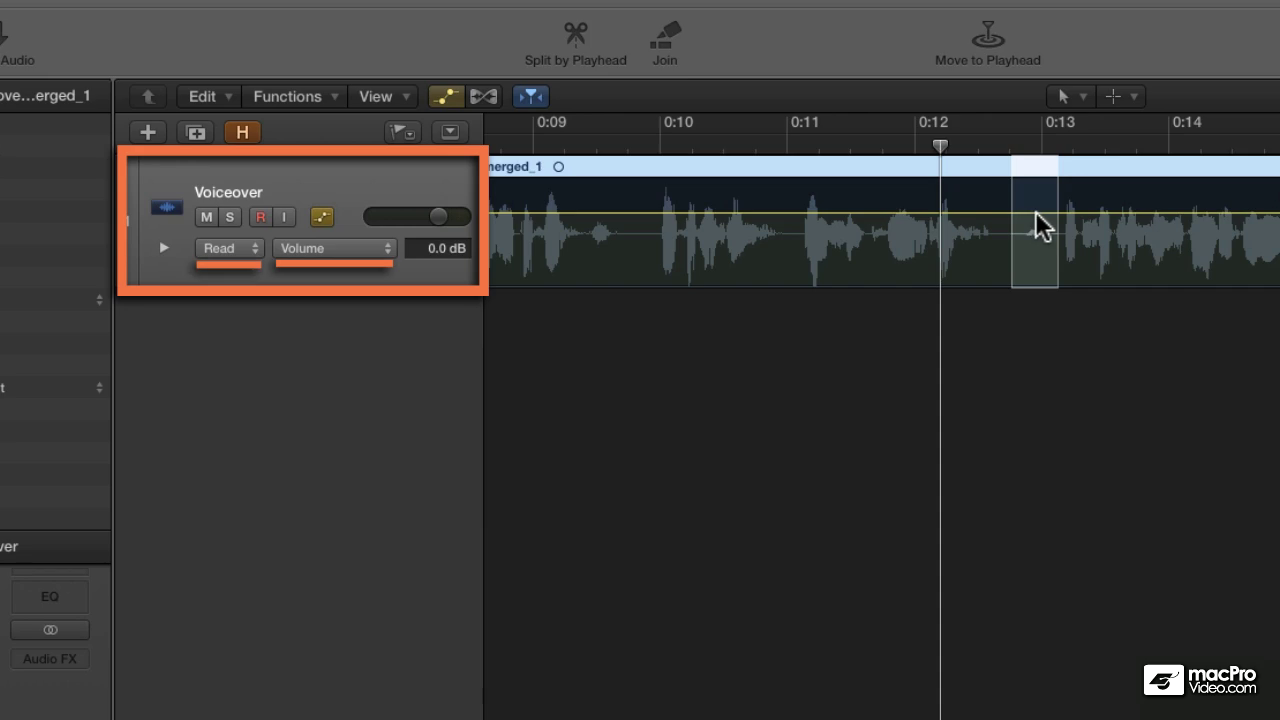 Audio
Split by Playhead
Join
Move to Playhead
ove...erged_1
Edit
Functions
View
H
0:09
0:10
0:11
0:12
0:13
0:14
nerged_1
Voiceover
M S R I
Read
Volume
0.0 dB
t
ver
EQ
Audio FX
macPro
Video.com